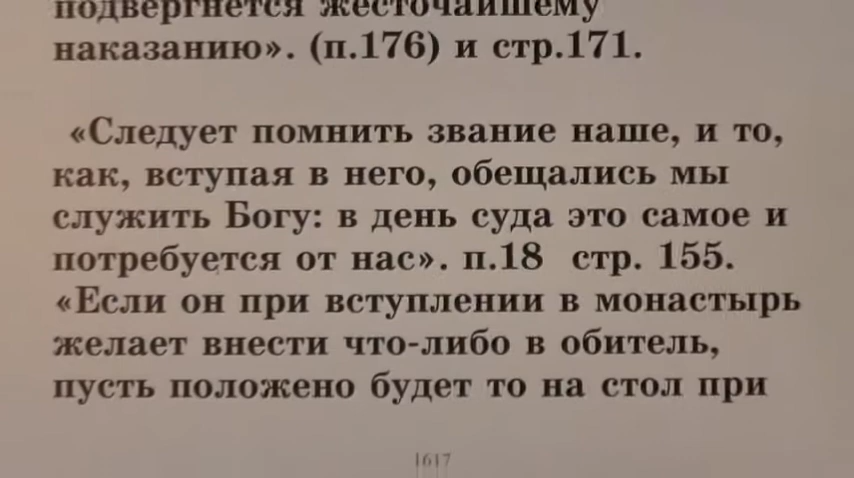 подвергнется жесточайшему
наказанию». (п.176) и стр.171.
«Следует помнить звание наше, и то,
как, вступая в него, обещались мы
служить Богу: в день суда это самое и
потребуется от нас». п.18 стр. 155.
«Если он при вступлении в монастырь
желает внести что-либо в обитель,
пусть положено будет то на стол при
1617